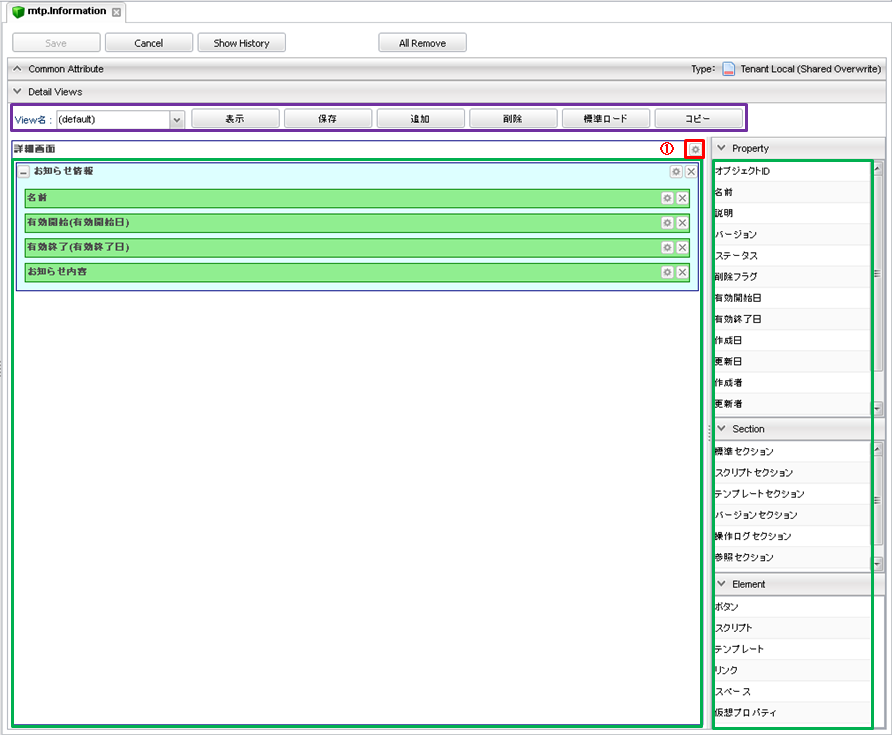 mtp.Information
Save Cancel Show History All Remove
Common Attribute Type: Tenant Local (Shared Overwrite)
Detail Views
View名 : (default) 表示 保存 追加 削除 標準ロード コピー
詳細画面 ①
お知らせ情報
名前
有効開始(有効開始日)
有効終了(有効終了日)
お知らせ内容
Property
オブジェクトID
名前
説明
バージョン
ステータス
削除フラグ
有効開始日
有効終了日
作成日
更新日
作成者
更新者
Section
標準セクション
スクリプトセクション
テンプレートセクション
バージョンセクション
操作ログセクション
参照セクション
Element
ボタン
スクリプト
テンプレート
リンク
スペース
仮想プロパティ